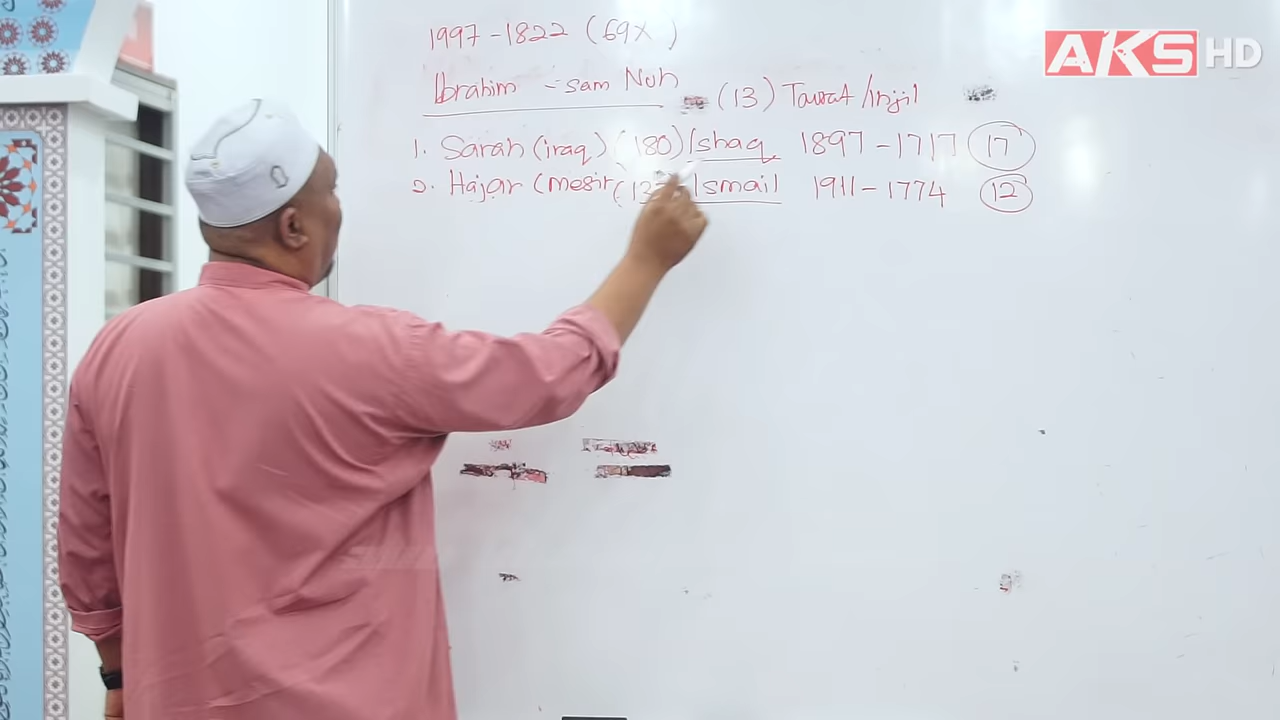 1997 - 1822 (69x )
Ibrahim - sam Nuh
(13) Taurat /Injil
1. Sarah (iraq) (180) Ishaq 1897 - 1717 17
2. Hajar (mesir Ismail 1911 - 1774 12
AKS HD